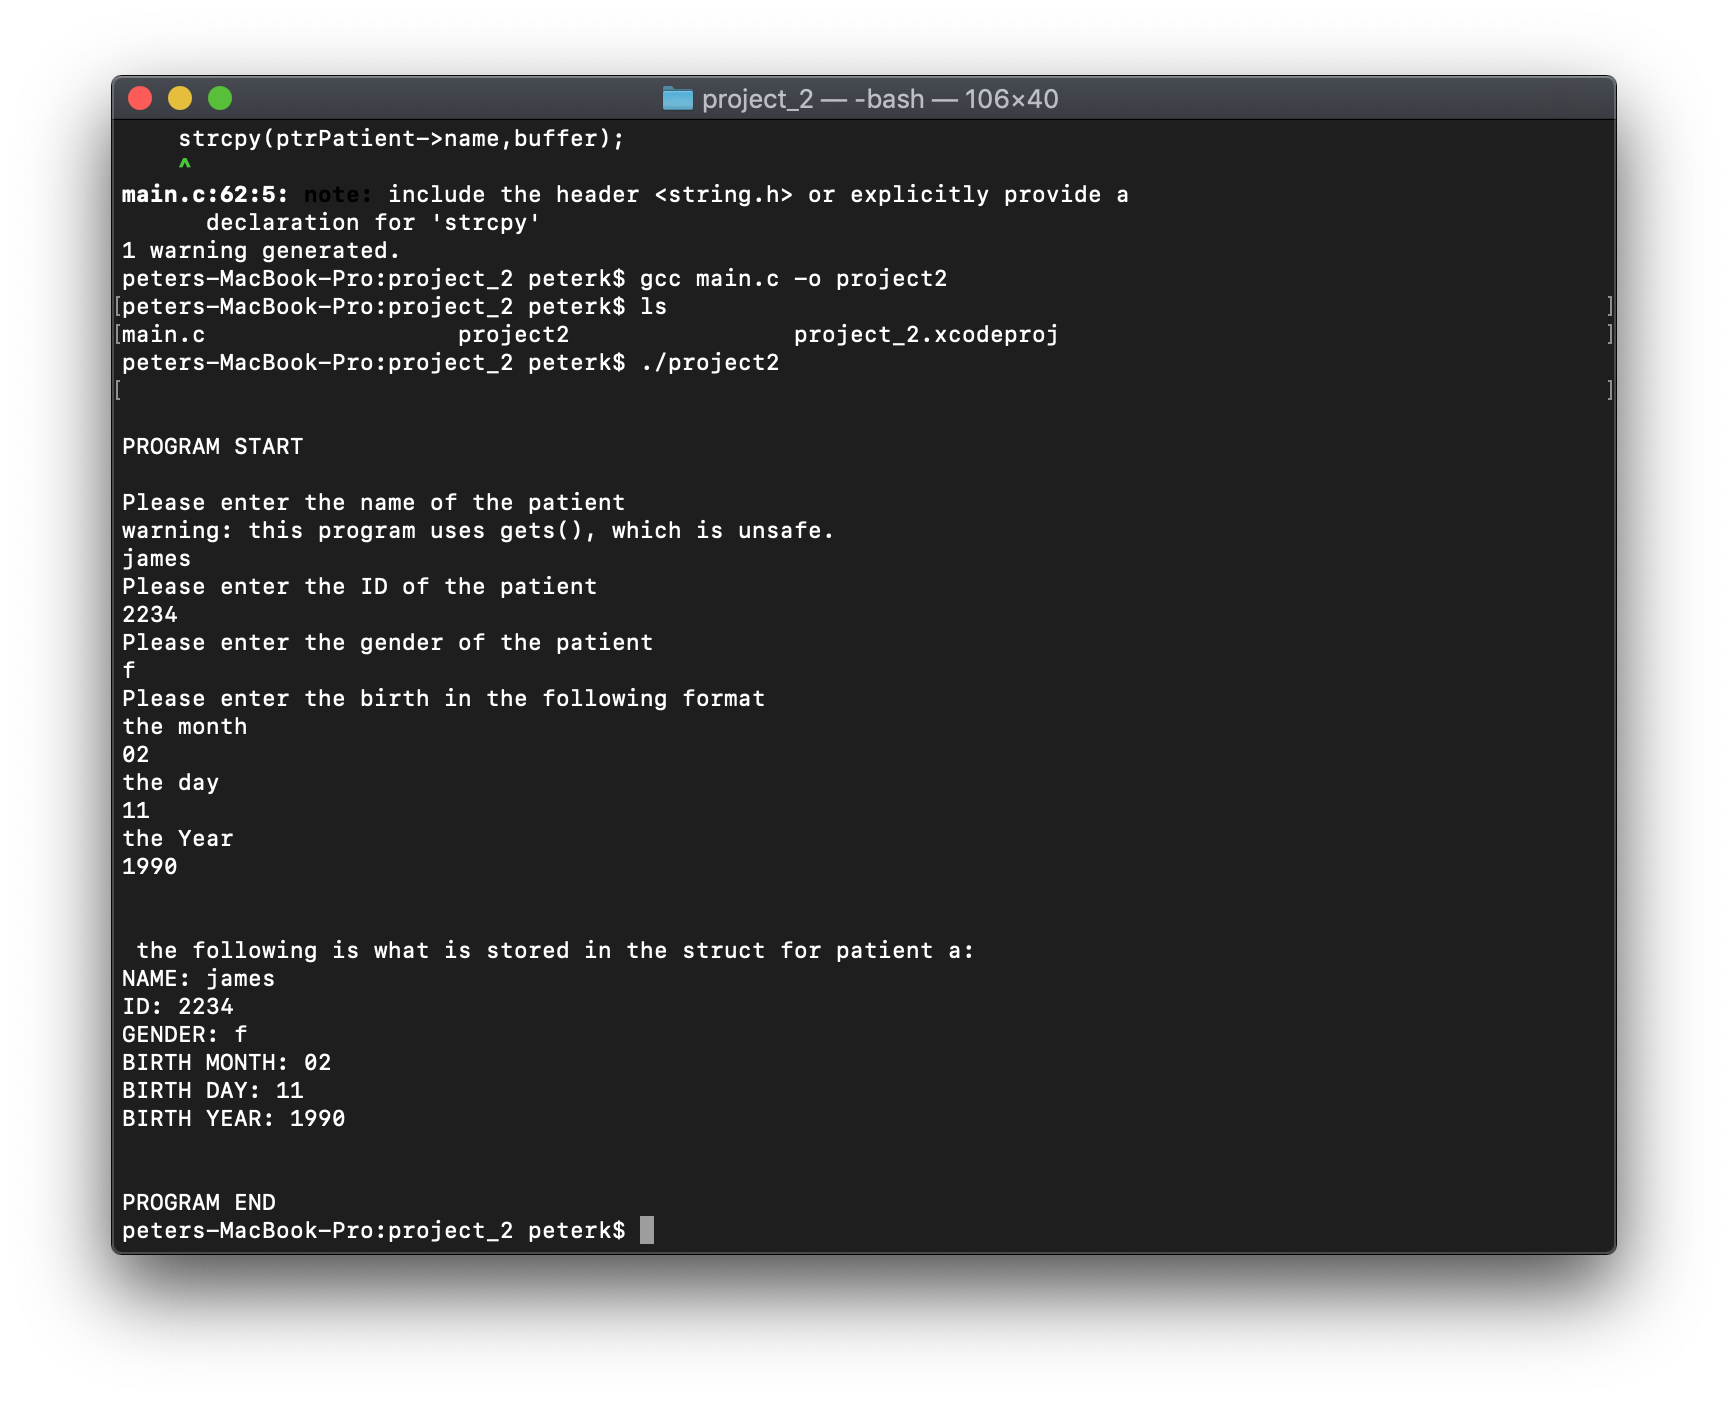 project_2 — -bash — 106×40
strcpy(ptrPatient->name,buffer);
^
main.c:62:5: note: include the header <string.h> or explicitly provide a
declaration for 'strcpy'
1 warning generated.
peters-MacBook-Pro:project_2 peterk$ gcc main.c -o project2
[peters-MacBook-Pro:project_2 peterk$ ls ]
[main.c project2 project_2.xcodeproj ]
peters-MacBook-Pro:project_2 peterk$ ./project2
[ ]
PROGRAM START
Please enter the name of the patient
warning: this program uses gets(), which is unsafe.
james
Please enter the ID of the patient
2234
Please enter the gender of the patient
f
Please enter the birth in the following format
the month
02
the day
11
the Year
1990
the following is what is stored in the struct for patient a:
NAME: james
ID: 2234
GENDER: f
BIRTH MONTH: 02
BIRTH DAY: 11
BIRTH YEAR: 1990
PROGRAM END
peters-MacBook-Pro:project_2 peterk$